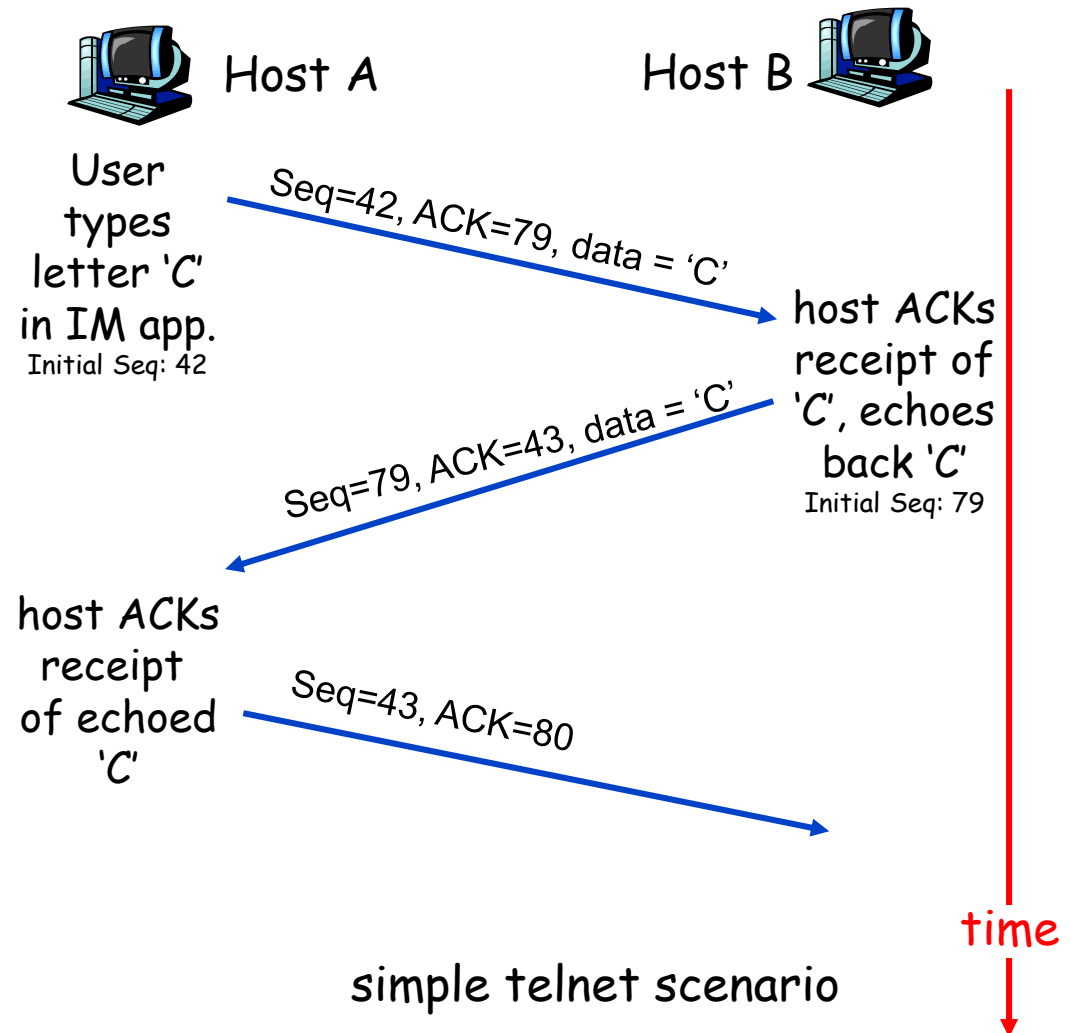 Host A
Host B
User
types
letter ‘C’
in IM app.
Initial Seq: 42
Seq=42, ACK=79, data = ‘C’
host ACKs
receipt of
‘C’, echoes
back ‘C’
Initial Seq: 79
Seq=79, ACK=43, data = ‘C’
host ACKs
receipt
of echoed
‘C’
Seq=43, ACK=80
time
simple telnet scenario